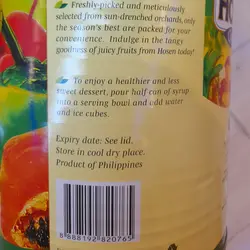 Freshly-picked and meticulously
selected from sun-drenched orchards, only
the season's best are packed for your
convenience. Indulge in the tangy
goodness of juicy fruits from Hosen today!
To enjoy a healthier and less
sweet dessert, pour half can of syrup
into a serving bowl and add water
and ice cubes.
Expiry date: See lid.
Store in cool dry place.
Product of Philippines
8 888192 820765